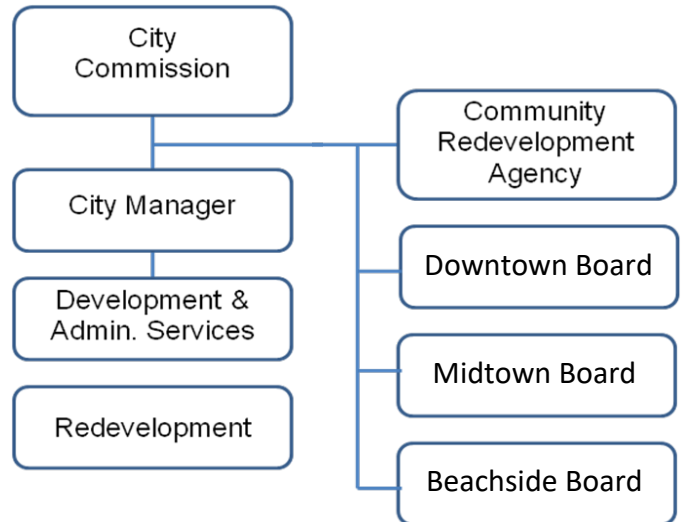 City
Commission
Community
Redevelopment
Agency
City Manager
Downtown Board
Development &
Admin. Services
Midtown Board
Redevelopment
Beachside Board